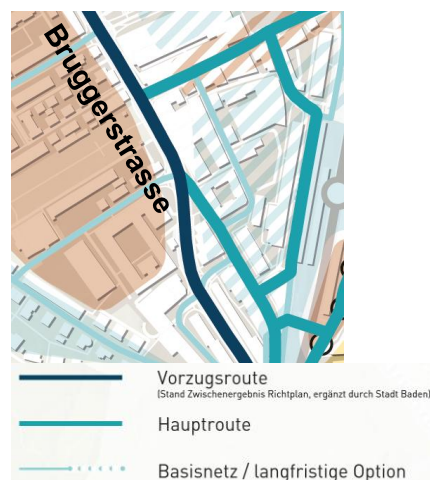 Bruggerstrasse
Vorzugsroute
(Stand Zwischenergebnis Richtplan, ergänzt durch Stadt Baden)
Hauptroute
Basisnetz / langfristige Option